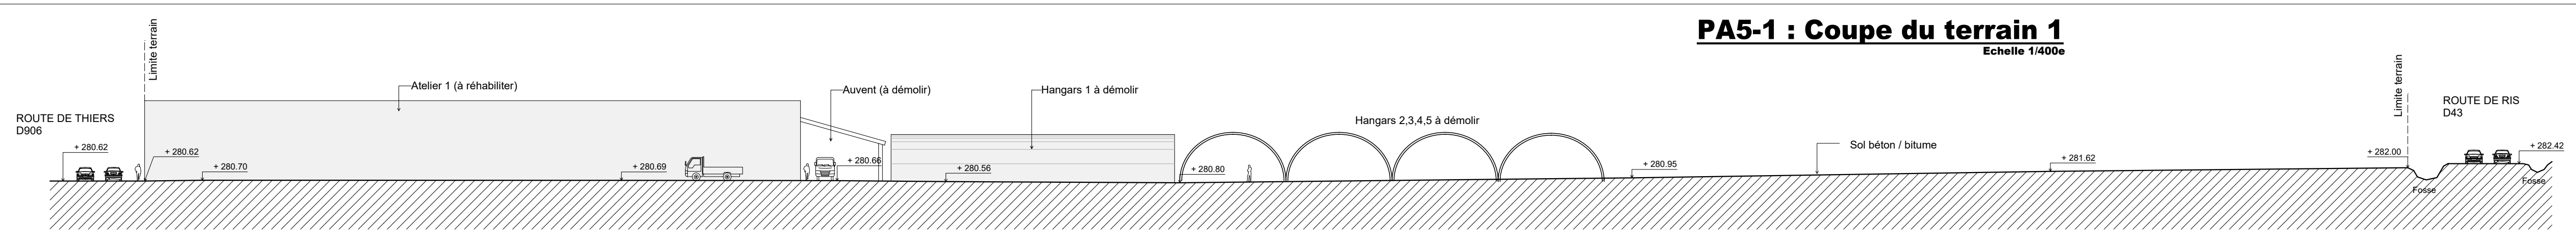 PA5-1 : Coupe du terrain 1
Echelle 1/400e
Limite terrain
Atelier 1 (à réhabiliter)
Auvent (à démolir)
Hangars 1 à démolir
Hangars 2,3,4,5 à démolir
Sol béton / bitume
Limite terrain
ROUTE DE THIERS
D906
ROUTE DE RIS
D43
+ 280.62
+ 280.62
+ 280.70
+ 280.69
+ 280.66
+ 280.56
+ 280.80
+ 280.95
+ 281.62
+ 282.00
+ 282.42
Fosse
Fosse